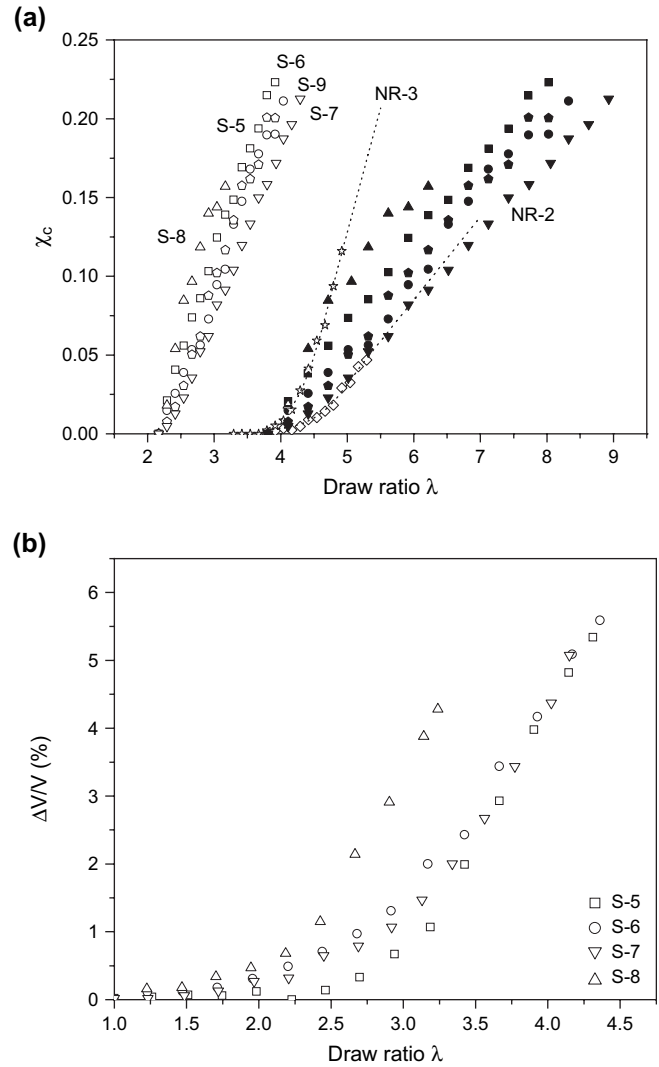 (a)
0.25
0.20
0.15
0.10
0.05
0.00
χc
S-6
S-9
S-7
S-5
S-8
NR-3
NR-2
2 3 4 5 6 7 8 9
Draw ratio λ
(b)
6
5
4
3
2
1
0
ΔV/V (%)
S-5
S-6
S-7
S-8
1.0 1.5 2.0 2.5 3.0 3.5 4.0 4.5
Draw ratio λ